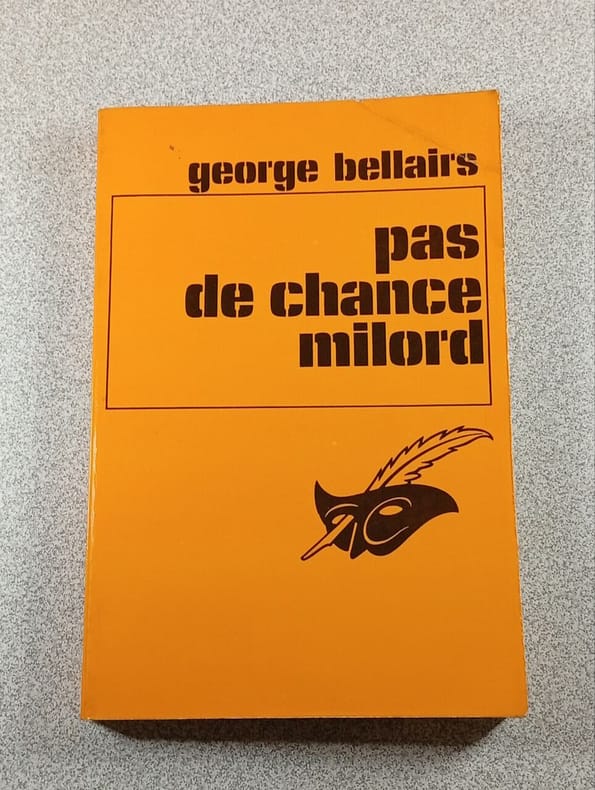 george bellairs
pas
de chance
milord